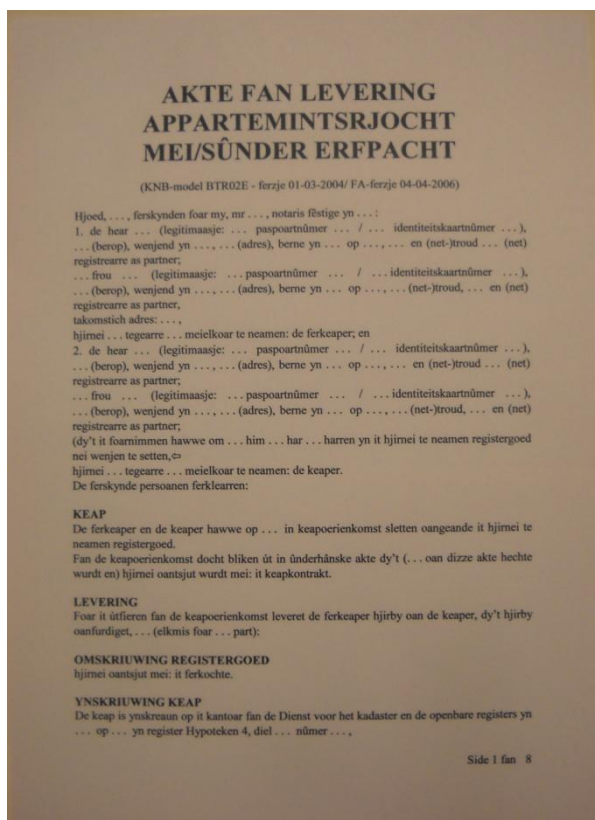 AKTE FAN LEVERING
APPARTEMINTSRJOCHT
MEI/SÛNDER ERFPACHT
(KNB-model BTR02E - ferzje 01-03-2004/ FA-ferzje 04-04-2006)
Hjoed, . . . , ferskynden foar my, mr . . . , notaris fêstige yn . . . :
1. de hear . . . (legitimaasje: . . . paspoartnûmer . . . / . . . identiteitskaartnûmer . . . ),
. . . (berop), wenjend yn . . . , . . . (adres), berne yn . . . op . . . , . . . en (net-)troud . . . (net)
registrearre as partner;
. . . frou . . . (legitimaasje: . . . paspoartnûmer . . . / . . . identiteitskaartnûmer . . . ),
. . . (berop), wenjend yn . . . , . . . (adres), berne yn . . . op . . . , . . . (net-)troud, . . . en (net)
registrearre as partner,
takomstich adres: . . . ,
hjirnei . . . tegearre . . . meielkoar te neamen: de ferkeaper; en
2. de hear . . . (legitimaasje: . . . paspoartnûmer . . . / . . . identiteitskaartnûmer . . . ),
. . . (berop), wenjend yn . . . , . . . (adres), berne yn . . . op . . . , . . . en (net-)troud . . . (net)
registrearre as partner;
. . . frou . . . (legitimaasje: . . . paspoartnûmer . . . / . . . identiteitskaartnûmer . . . ),
. . . (berop), wenjend yn . . . , . . . (adres), berne yn . . . op . . . , . . . (net-)troud, . . . en (net)
registrearre as partner;
(dy't it foarnimmen hawwe om . . . him . . . har . . . harren yn it hjirnei te neamen registergoed
nei wenjen te setten,⇦
hjirnei . . . tegearre . . . meielkoar te neamen: de keaper.
De ferskynde persoanen ferklearren:
KEAP
De ferkeaper en de keaper hawwe op . . . in keapoerienkomst sletten oangeande it hjirnei te
neamen registergoed.
Fan de keapoerienkomst docht bliken út in ûnderhânske akte dy't (. . . oan dizze akte hechte
wurdt en) hjirnei oantsjut wurdt mei: it keapkontrakt.
LEVERING
Foar it útfieren fan de keapoerienkomst leveret de ferkeaper hjirby oan de keaper, dy't hjirby
oanfurdiget, . . . (elkmis foar . . . part):
OMSKRIUWING REGISTERGOED
hjirnei oantsjut mei: it ferkochte.
YNSKRIUWING KEAP
De keap is ynskreaun op it kantoar fan de Dienst voor het kadaster en de openbare registers yn
. . . op . . . yn register Hypoteken 4, diel . . . nûmer . . . ,
Side 1 fan 8